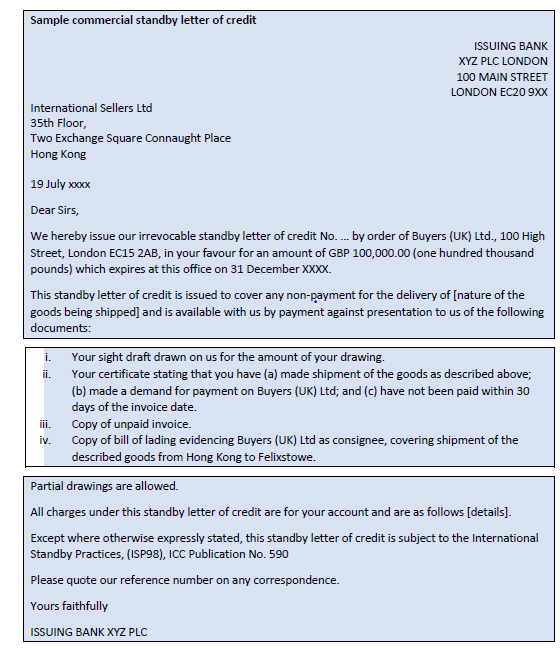 Sample commercial standby letter of credit
ISSUING BANK
XYZ PLC LONDON
100 MAIN STREET
LONDON EC20 9XX
International Sellers Ltd
35th Floor,
Two Exchange Square Connaught Place
Hong Kong
19 July xxxx
Dear Sirs,
We hereby issue our irrevocable standby letter of credit No. ... by order of Buyers (UK) Ltd., 100 High
Street, London EC15 2AB, in your favour for an amount of GBP 100,000.00 (one hundred thousand
pounds) which expires at this office on 31 December XXXX.
This standby letter of credit is issued to cover any non-payment for the delivery of [nature of the
goods being shipped] and is available with us by payment against presentation to us of the following
documents:
i. Your sight draft drawn on us for the amount of your drawing.
ii. Your certificate stating that you have (a) made shipment of the goods as described above;
(b) made a demand for payment on Buyers (UK) Ltd; and (c) have not been paid within 30
days of the invoice date.
iii. Copy of unpaid invoice.
iv. Copy of bill of lading evidencing Buyers (UK) Ltd as consignee, covering shipment of the
described goods from Hong Kong to Felixstowe.
Partial drawings are allowed.
All charges under this standby letter of credit are for your account and are as follows [details].
Except where otherwise expressly stated, this standby letter of credit is subject to the International
Standby Practices, (ISP98), ICC Publication No. 590
Please quote our reference number on any correspondence.
Yours faithfully
ISSUING BANK XYZ PLC